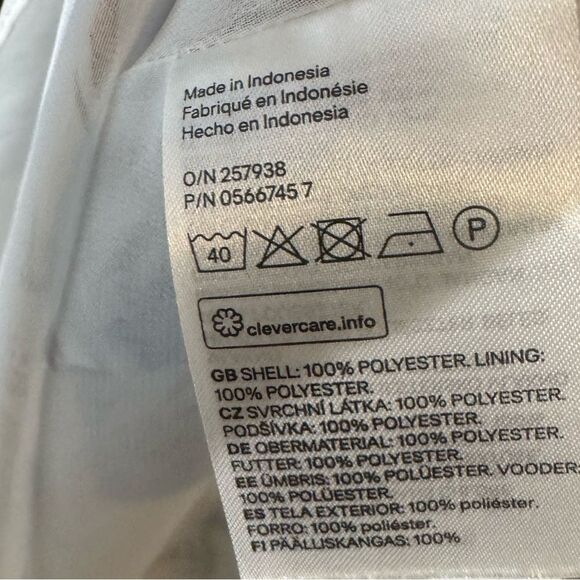 Made in Indonesia
Fabriqué en Indonésie
Hecho en Indonesia
O/N 257938
P/N 0566745 7
40 P
clevercare.info
GB SHELL: 100% POLYESTER. LINING:
100% POLYESTER.
CZ SVRCHNÍ LÁTKA: 100% POLYESTER.
PODŠÍVKA: 100% POLYESTER.
DE OBERMATERIAL: 100% POLYESTER.
FUTTER: 100% POLYESTER.
EE ÜMBRIS: 100% POLÜESTER. VOODER:
100% POLÜESTER.
ES TELA EXTERIOR: 100% poliéster.
FORRO: 100% poliéster.
FI PÄÄLLISKANGAS: 100%